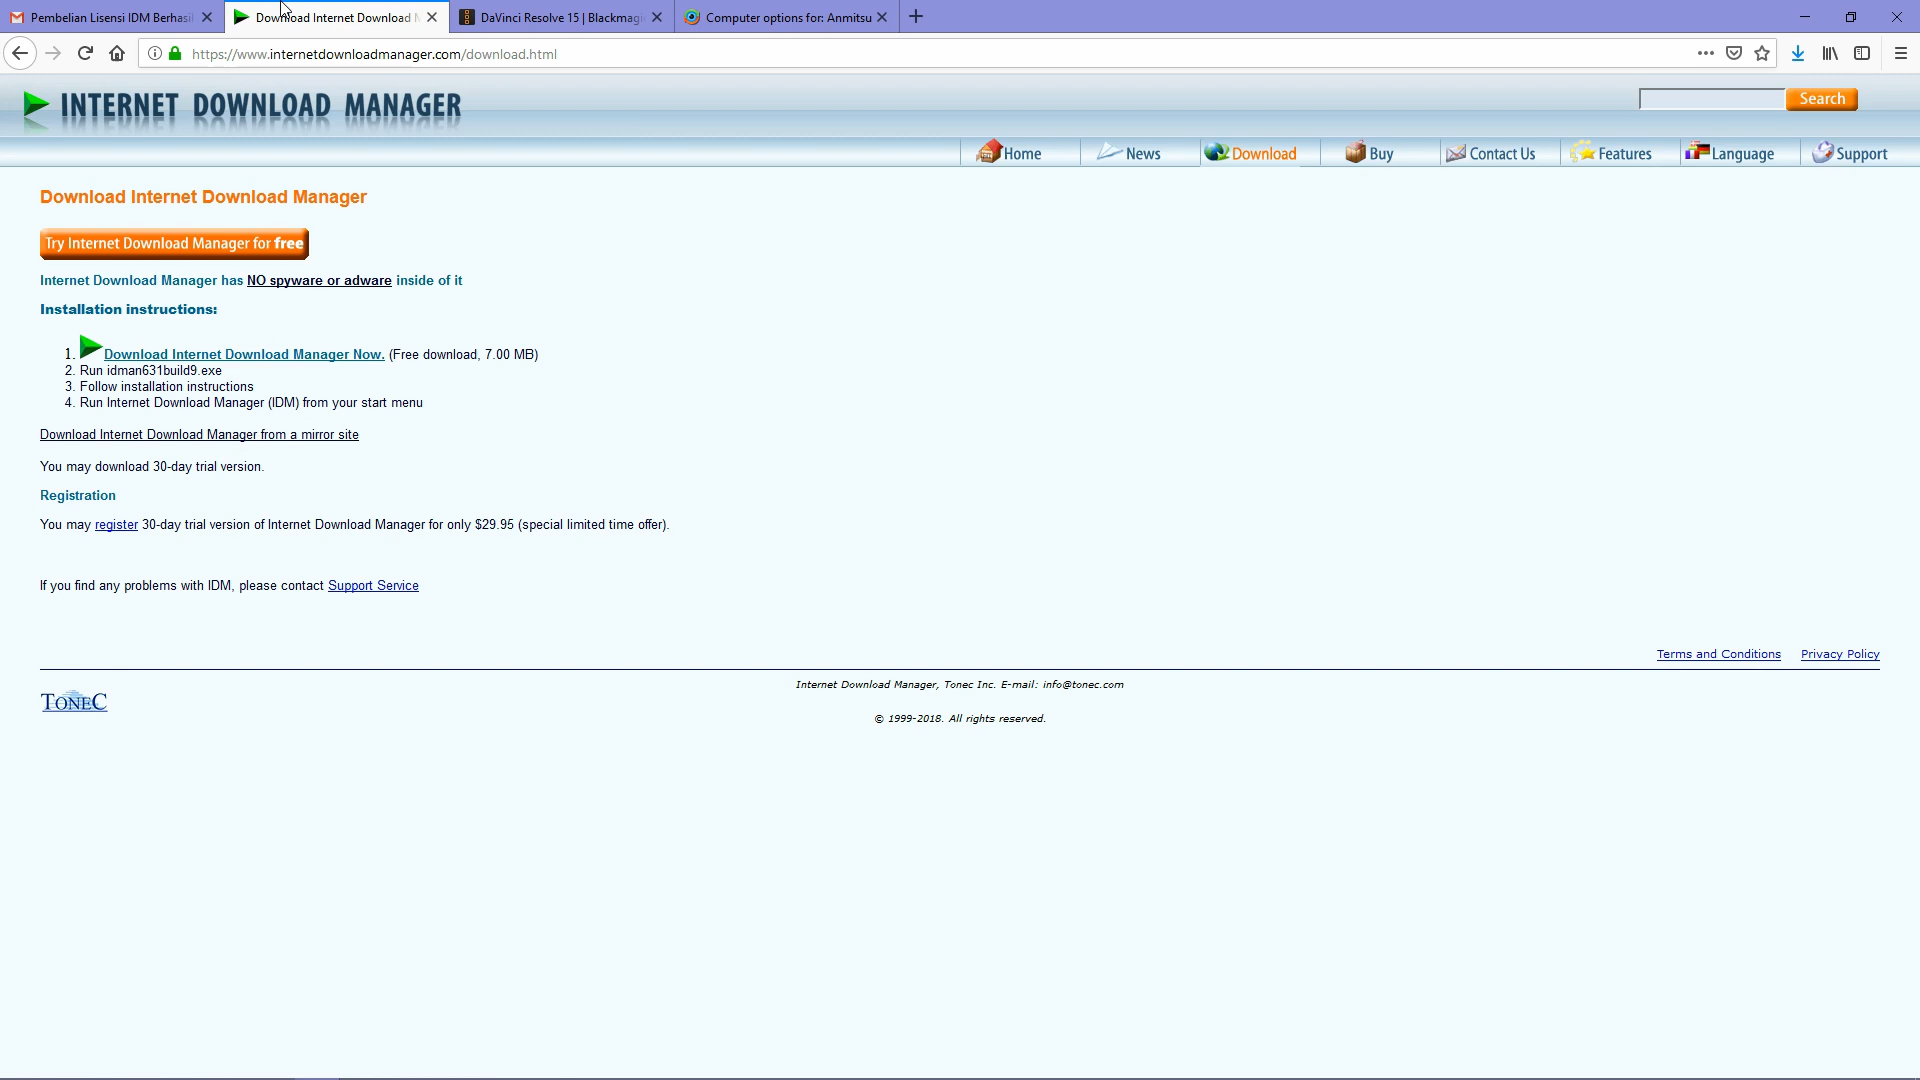 Pembelian Lisensi IDM Berhasi
Download Internet Download M
DaVinci Resolve 15 | Blackmagi
Computer options for: Anmitsu
https://www.internetdownloadmanager.com/download.html
INTERNET DOWNLOAD MANAGER
Search
Home
News
Download
Buy
Contact Us
Features
Language
Support
Download Internet Download Manager
Try Internet Download Manager for free
Internet Download Manager has NO spyware or adware inside of it
Installation instructions:
1. Download Internet Download Manager Now. (Free download, 7.00 MB)
2. Run idman631build9.exe
3. Follow installation instructions
4. Run Internet Download Manager (IDM) from your start menu
Download Internet Download Manager from a mirror site
You may download 30-day trial version.
Registration
You may register 30-day trial version of Internet Download Manager for only $29.95 (special limited time offer).
If you find any problems with IDM, please contact Support Service
Terms and Conditions Privacy Policy
Internet Download Manager, Tonec Inc. E-mail: info@tonec.com
TONEC
© 1999-2018. All rights reserved.